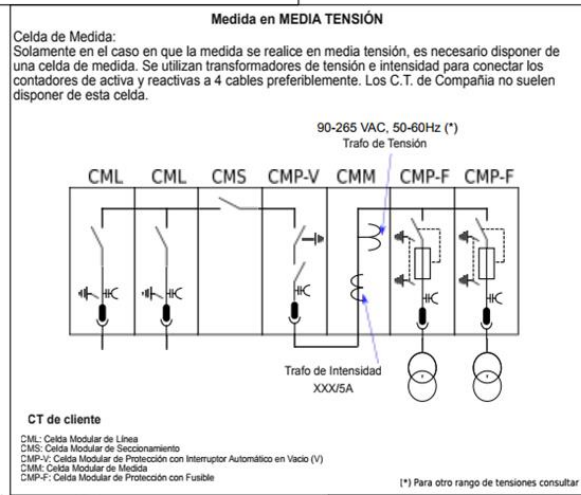 Medida en MEDIA TENSIÓN
Celda de Medida:
Solamente en el caso en que la medida se realice en media tensión, es necesario disponer de
una celda de medida. Se utilizan transformadores de tensión e intensidad para conectar los
contadores de activa y reactivas a 4 cables preferiblemente. Los C.T. de Compañia no suelen
disponer de esta celda.
90-265 VAC, 50-60Hz (*)
Trafo de Tensión
CML CML CMS CMP-V CMM CMP-F CMP-F
Trafo de Intensidad
XXX/5A
CT de cliente
CML: Celda Modular de Línea
CMS: Celda Modular de Seccionamiento
CMP-V: Celda Modular de Protección con Interruptor Automático en Vacio (V)
CMM: Celda Modular de Medida
CMP-F: Celda Modular de Protección con Fusible
(*) Para otro rango de tensiones consultar